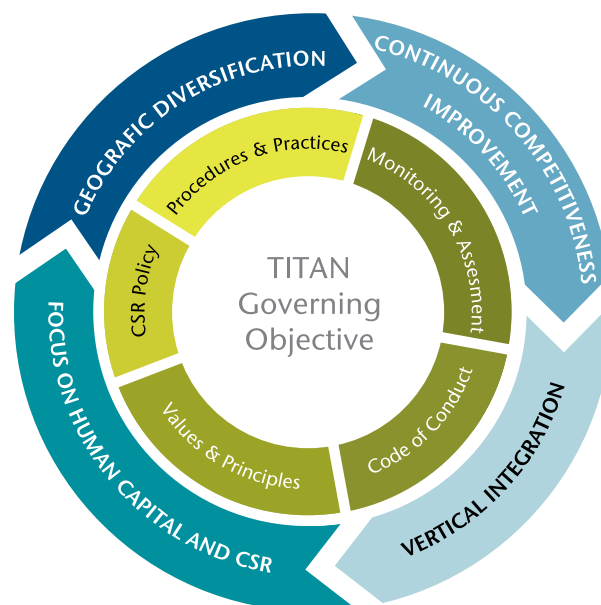 GEOGRAFIC DIVERSIFICATION
CONTINUOUS COMPETITIVENESS
IMPROVEMENT
VERTICAL INTEGRATION
FOCUS ON HUMAN CAPITAL AND CSR
Procedures & Practices
Monitoring & Assesment
Code of Conduct
Values & Principles
CSR Policy
TITAN
Governing
Objective